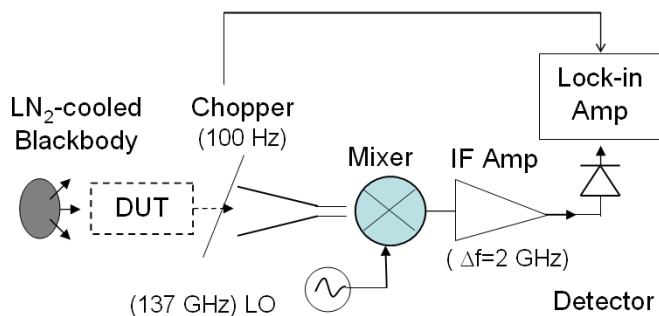 LN₂-cooled
Blackbody
DUT
Chopper
(100 Hz)
Mixer
IF Amp
(Δf=2 GHz)
Lock-in
Amp
(137 GHz) LO
Detector